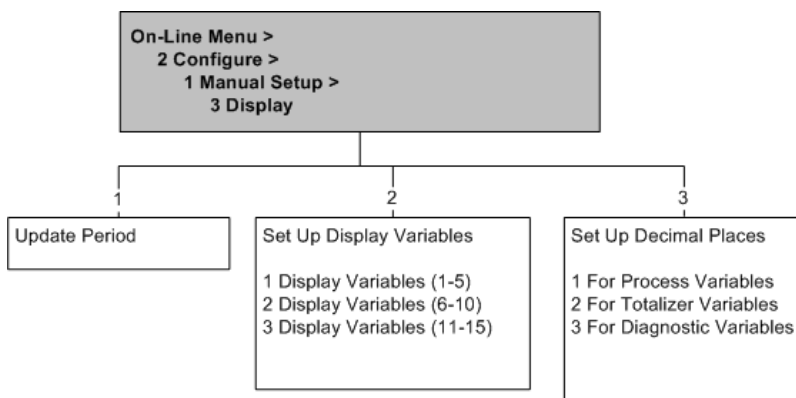 On-Line Menu >
2 Configure >
1 Manual Setup >
3 Display
1
2
3
Update Period
Set Up Display Variables
1 Display Variables (1-5)
2 Display Variables (6-10)
3 Display Variables (11-15)
Set Up Decimal Places
1 For Process Variables
2 For Totalizer Variables
3 For Diagnostic Variables